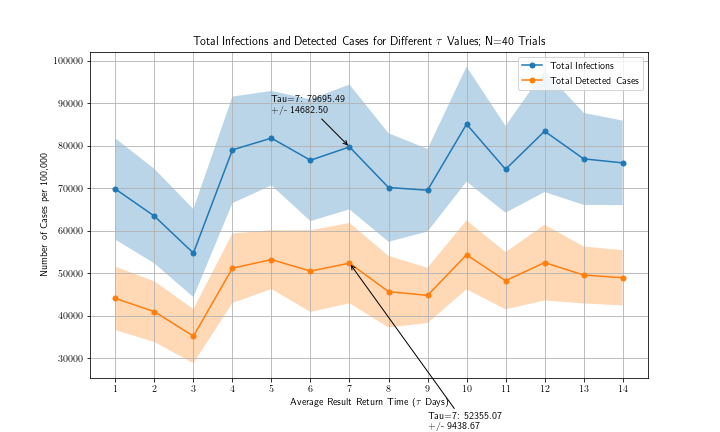 Total Infections and Detected Cases for Different τ Values; N=40 Trials
100000
90000
80000
70000
60000
50000
40000
30000
Number of Cases per 100,000
Total Infections
Total Detected Cases
Tau=7: 79695.49
+/- 14682.50
1 2 3 4 5 6 7 8 9 10 11 12 13 14
Average Result Return Time (τ Days)
Tau=7: 52355.07
+/- 9438.67